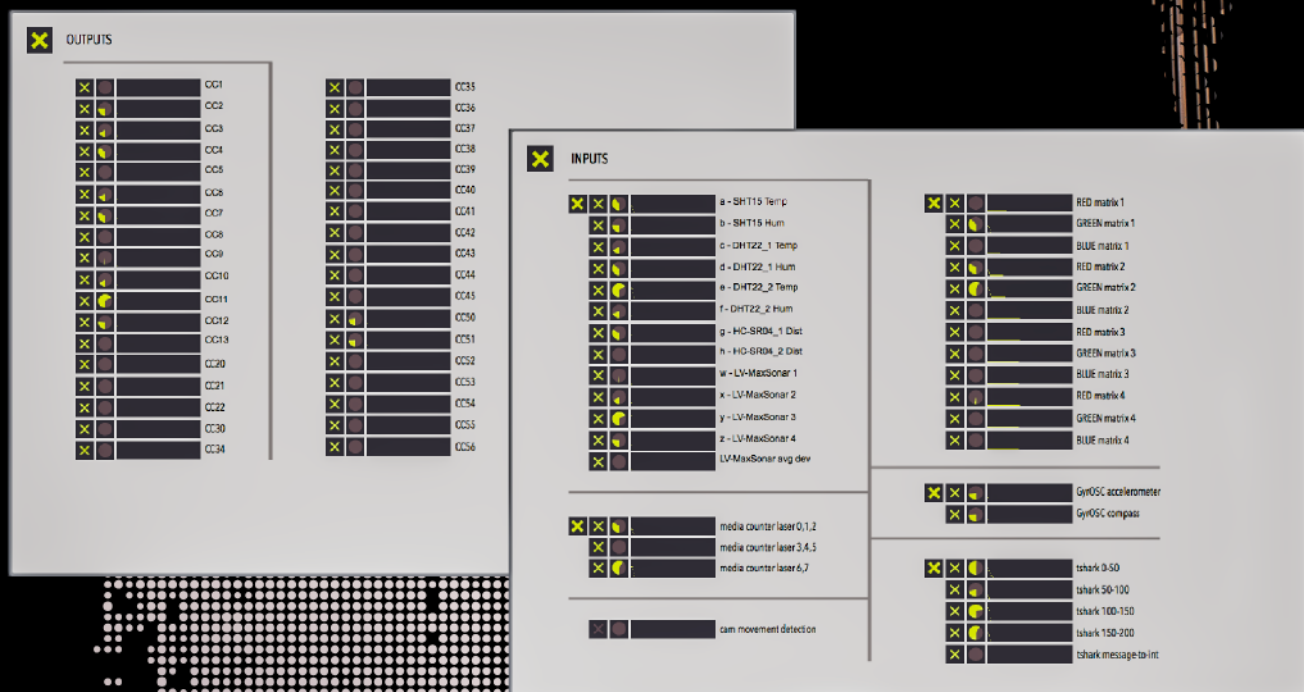 OUTPUTS
CC1
CC2
CC3
CC4
CC5
CC6
CC7
CC8
CC9
CC10
CC11
CC12
CC13
CC20
CC21
CC22
CC30
CC34
CC35
CC36
CC37
CC38
CC39
CC40
CC41
CC42
CC43
CC44
CC45
CC50
CC51
CC52
CC53
CC54
CC55
CC56
INPUTS
a - SHT15 Temp
b - SHT15 Hum
c - DHT22_1 Temp
d - DHT22_1 Hum
e - DHT22_2 Temp
f - DHT22_2 Hum
g - HC-SR04_1 Dist
h - HC-SR04_2 Dist
w - LV-MaxSonar 1
x - LV-MaxSonar 2
y - LV-MaxSonar 3
z - LV-MaxSonar 4
LV-MaxSonar avg dev
media counter laser 0,1,2
media counter laser 3,4,5
media counter laser 6,7
cam movement detection
RED matrix 1
GREEN matrix 1
BLUE matrix 1
RED matrix 2
GREEN matrix 2
BLUE matrix 2
RED matrix 3
GREEN matrix 3
BLUE matrix 3
RED matrix 4
GREEN matrix 4
BLUE matrix 4
GyrOSC accelerometer
GyrOSC compass
tshark 0-50
tshark 50-100
tshark 100-150
tshark 150-200
tshark message-to-int